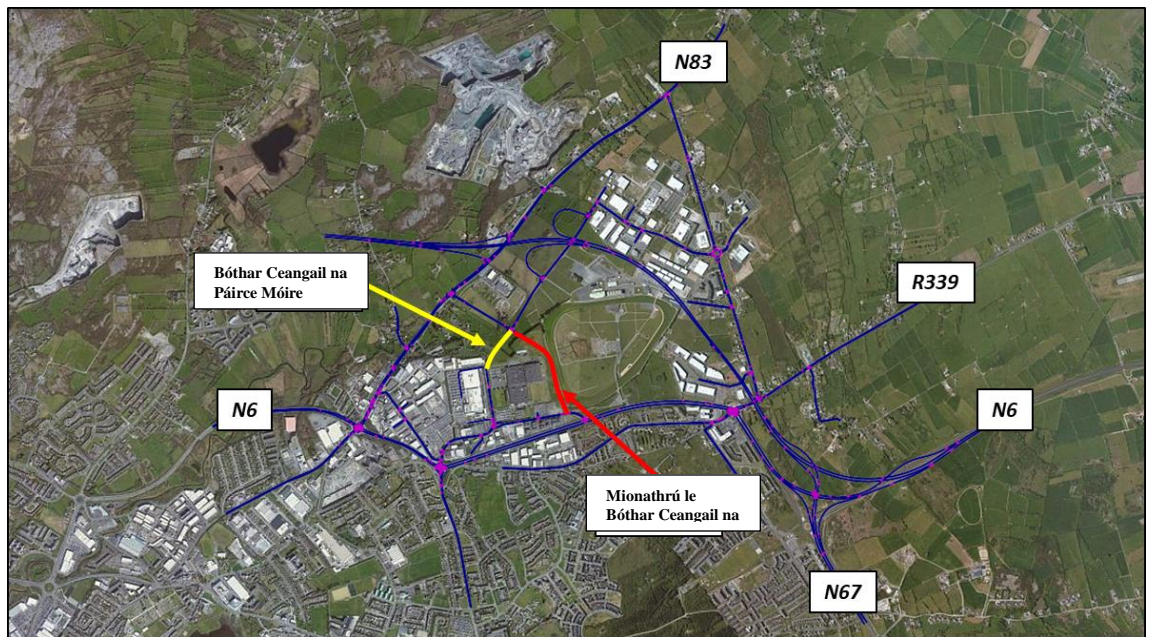 N83
Bóthar Ceangail na
Páirce Móire
R339
N6
N6
Mionathrú le
Bóthar Ceangail na
N67